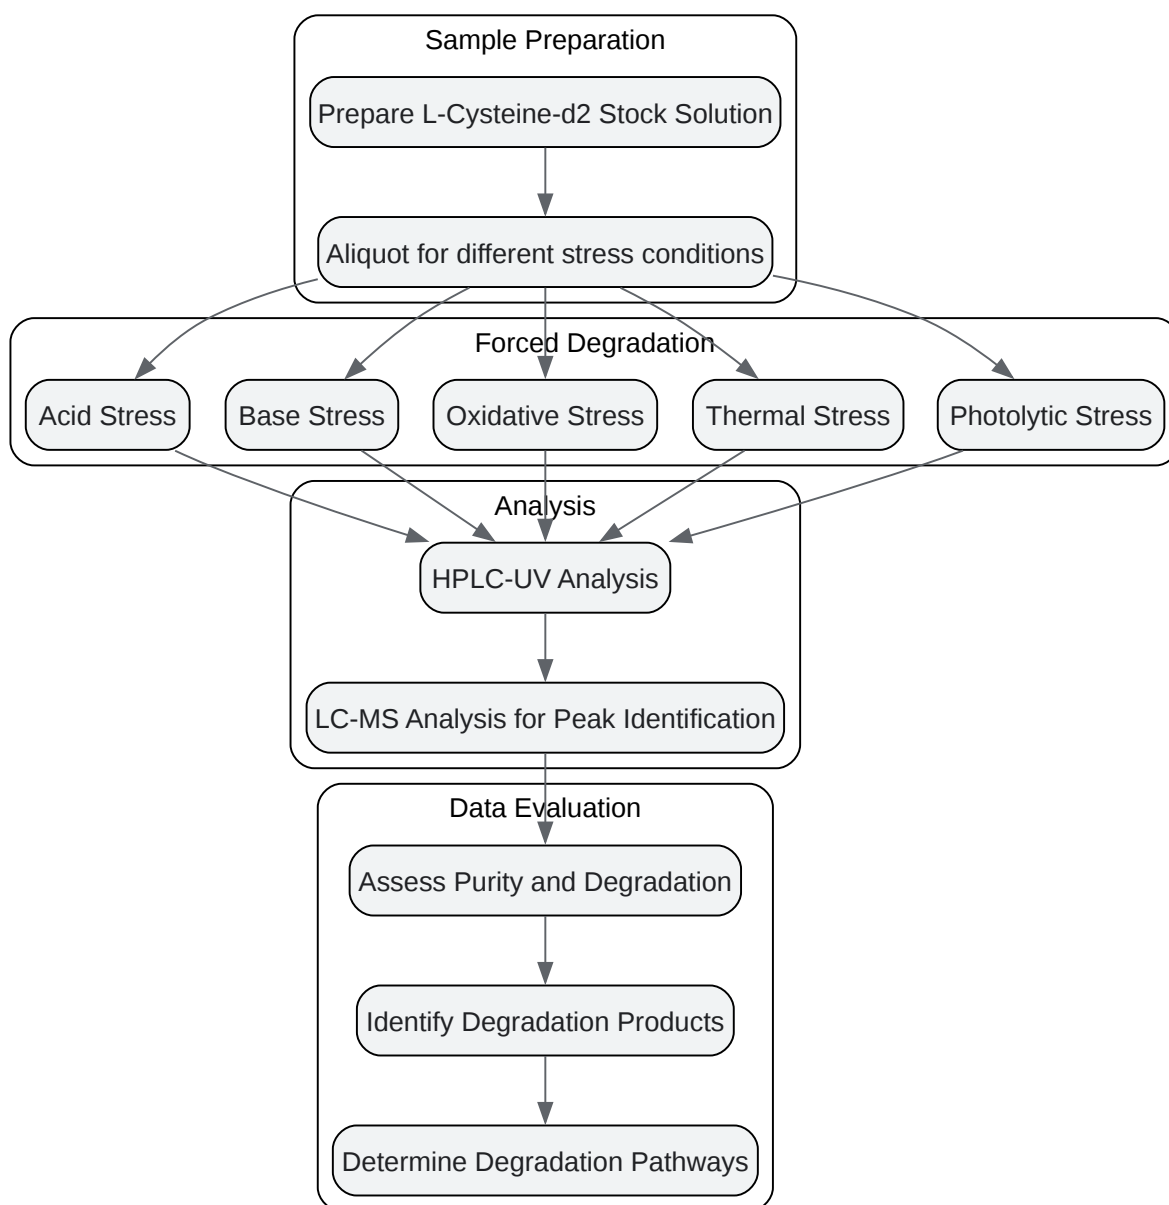 Sample Preparation
Prepare L-Cysteine-d2 Stock Solution
Aliquot for different stress conditions
Forced Degradation
Acid Stress
Base Stress
Oxidative Stress
Thermal Stress
Photolytic Stress
Analysis
HPLC-UV Analysis
LC-MS Analysis for Peak Identification
Data Evaluation
Assess Purity and Degradation
Identify Degradation Products
Determine Degradation Pathways